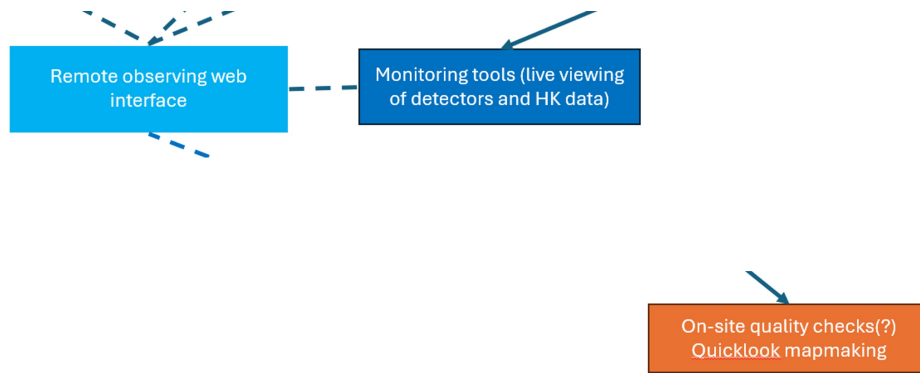 Remote observing web
interface
Monitoring tools (live viewing
of detectors and HK data)
On-site quality checks(?)
Quicklook mapmaking